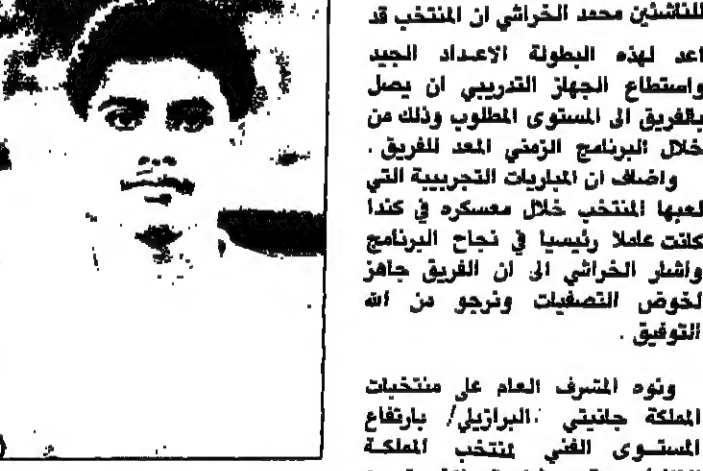 للناشئين محمد الخراشي ان المنتخب قد
اعد لهذه البطولة الاعداد الجيد
واستطاع الجهاز التدريبي ان يصل
بالفريق الى المستوى المطلوب وذلك من
خلال البرنامج الزمني المعد للفريق .
واضاف ان المباريات التجريبية التي
لعبها المنتخب خلال معسكره في كندا
كانت عاملا رئيسيا في نجاح البرنامج
وأشار الخراشي الى ان الفريق جاهز
لخوض التصفيات ونرجو من الله
التوفيق .
ونوه المشرف العام على منتخبات
المملكة جانيتي /البرازيلي/ بارتفاع
المستوى الفني لمنتخب المملكة